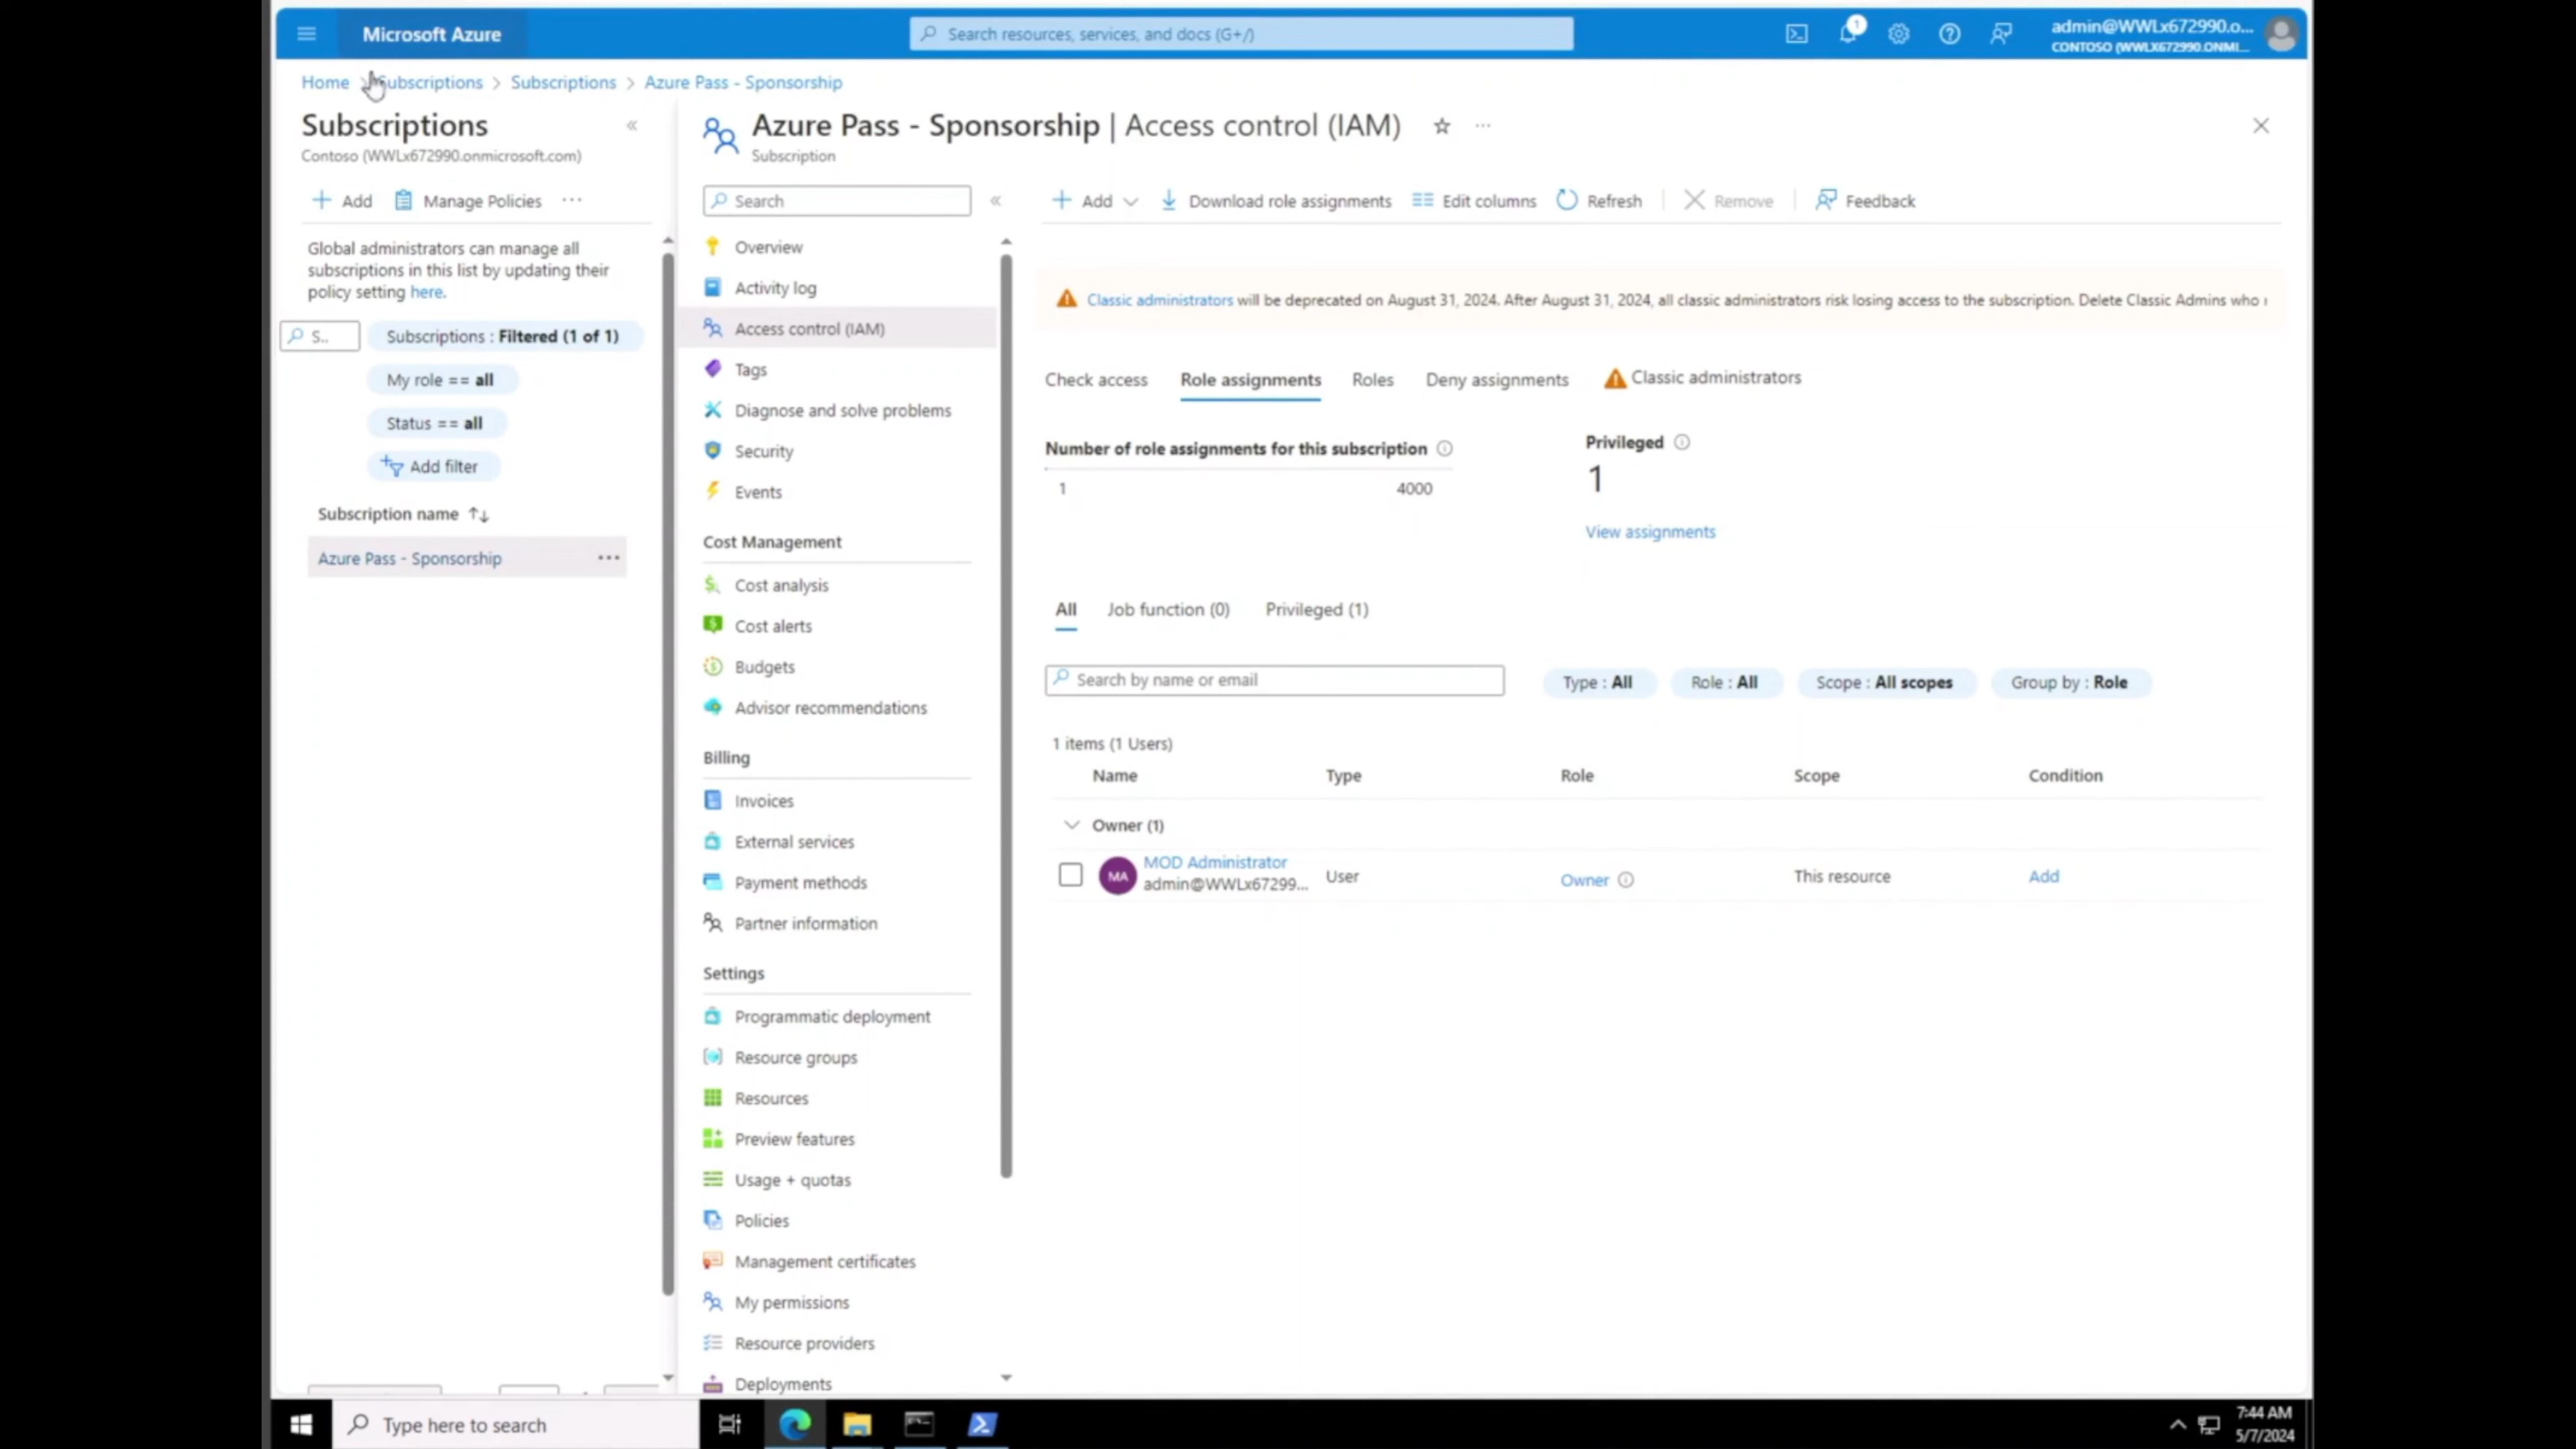 Microsoft Azure
Search resources, services, and docs (G+/)
1
admin@WWLx672990.o...
CONTOSO (WWLX672990.ONMI...
Home > Subscriptions > Subscriptions > Azure Pass - Sponsorship
Subscriptions
Contoso (WWLx672990.onmicrosoft.com)
Add
Manage Policies
Global administrators can manage all
subscriptions in this list by updating their
policy setting here.
S..
Subscriptions : Filtered (1 of 1)
My role == all
Status == all
Add filter
Subscription name
Azure Pass - Sponsorship
Azure Pass - Sponsorship | Access control (IAM)
Subscription
Search
Overview
Activity log
Access control (IAM)
Tags
Diagnose and solve problems
Security
Events
Cost Management
Cost analysis
Cost alerts
Budgets
Advisor recommendations
Billing
Invoices
External services
Payment methods
Partner information
Settings
Programmatic deployment
Resource groups
Resources
Preview features
Usage + quotas
Policies
Management certificates
My permissions
Resource providers
Deployments
Add
Download role assignments
Edit columns
Refresh
Remove
Feedback
Classic administrators will be deprecated on August 31, 2024. After August 31, 2024, all classic administrators risk losing access to the subscription. Delete Classic Admins who
Check access
Role assignments
Roles
Deny assignments
Classic administrators
Number of role assignments for this subscription
1
4000
Privileged
1
View assignments
All
Job function (0)
Privileged (1)
Search by name or email
Type : All
Role : All
Scope : All scopes
Group by : Role
1 items (1 Users)
Name
Type
Role
Scope
Condition
Owner (1)
MA
MOD Administrator
admin@WWLx67299...
User
Owner
This resource
Add
Type here to search
7:44 AM
5/7/2024